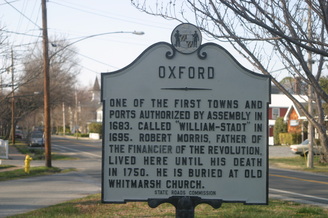 OXFORD
ONE OF THE FIRST TOWNS AND
PORTS AUTHORIZED BY ASSEMBLY IN
1683. CALLED "WILLIAM-STADT" IN
1695. ROBERT MORRIS, FATHER OF
THE FINANCIER OF THE REVOLUTION,
LIVED HERE UNTIL HIS DEATH
IN 1750. HE IS BURIED AT OLD
WHITMARSH CHURCH.
STATE ROADS COMMISSION